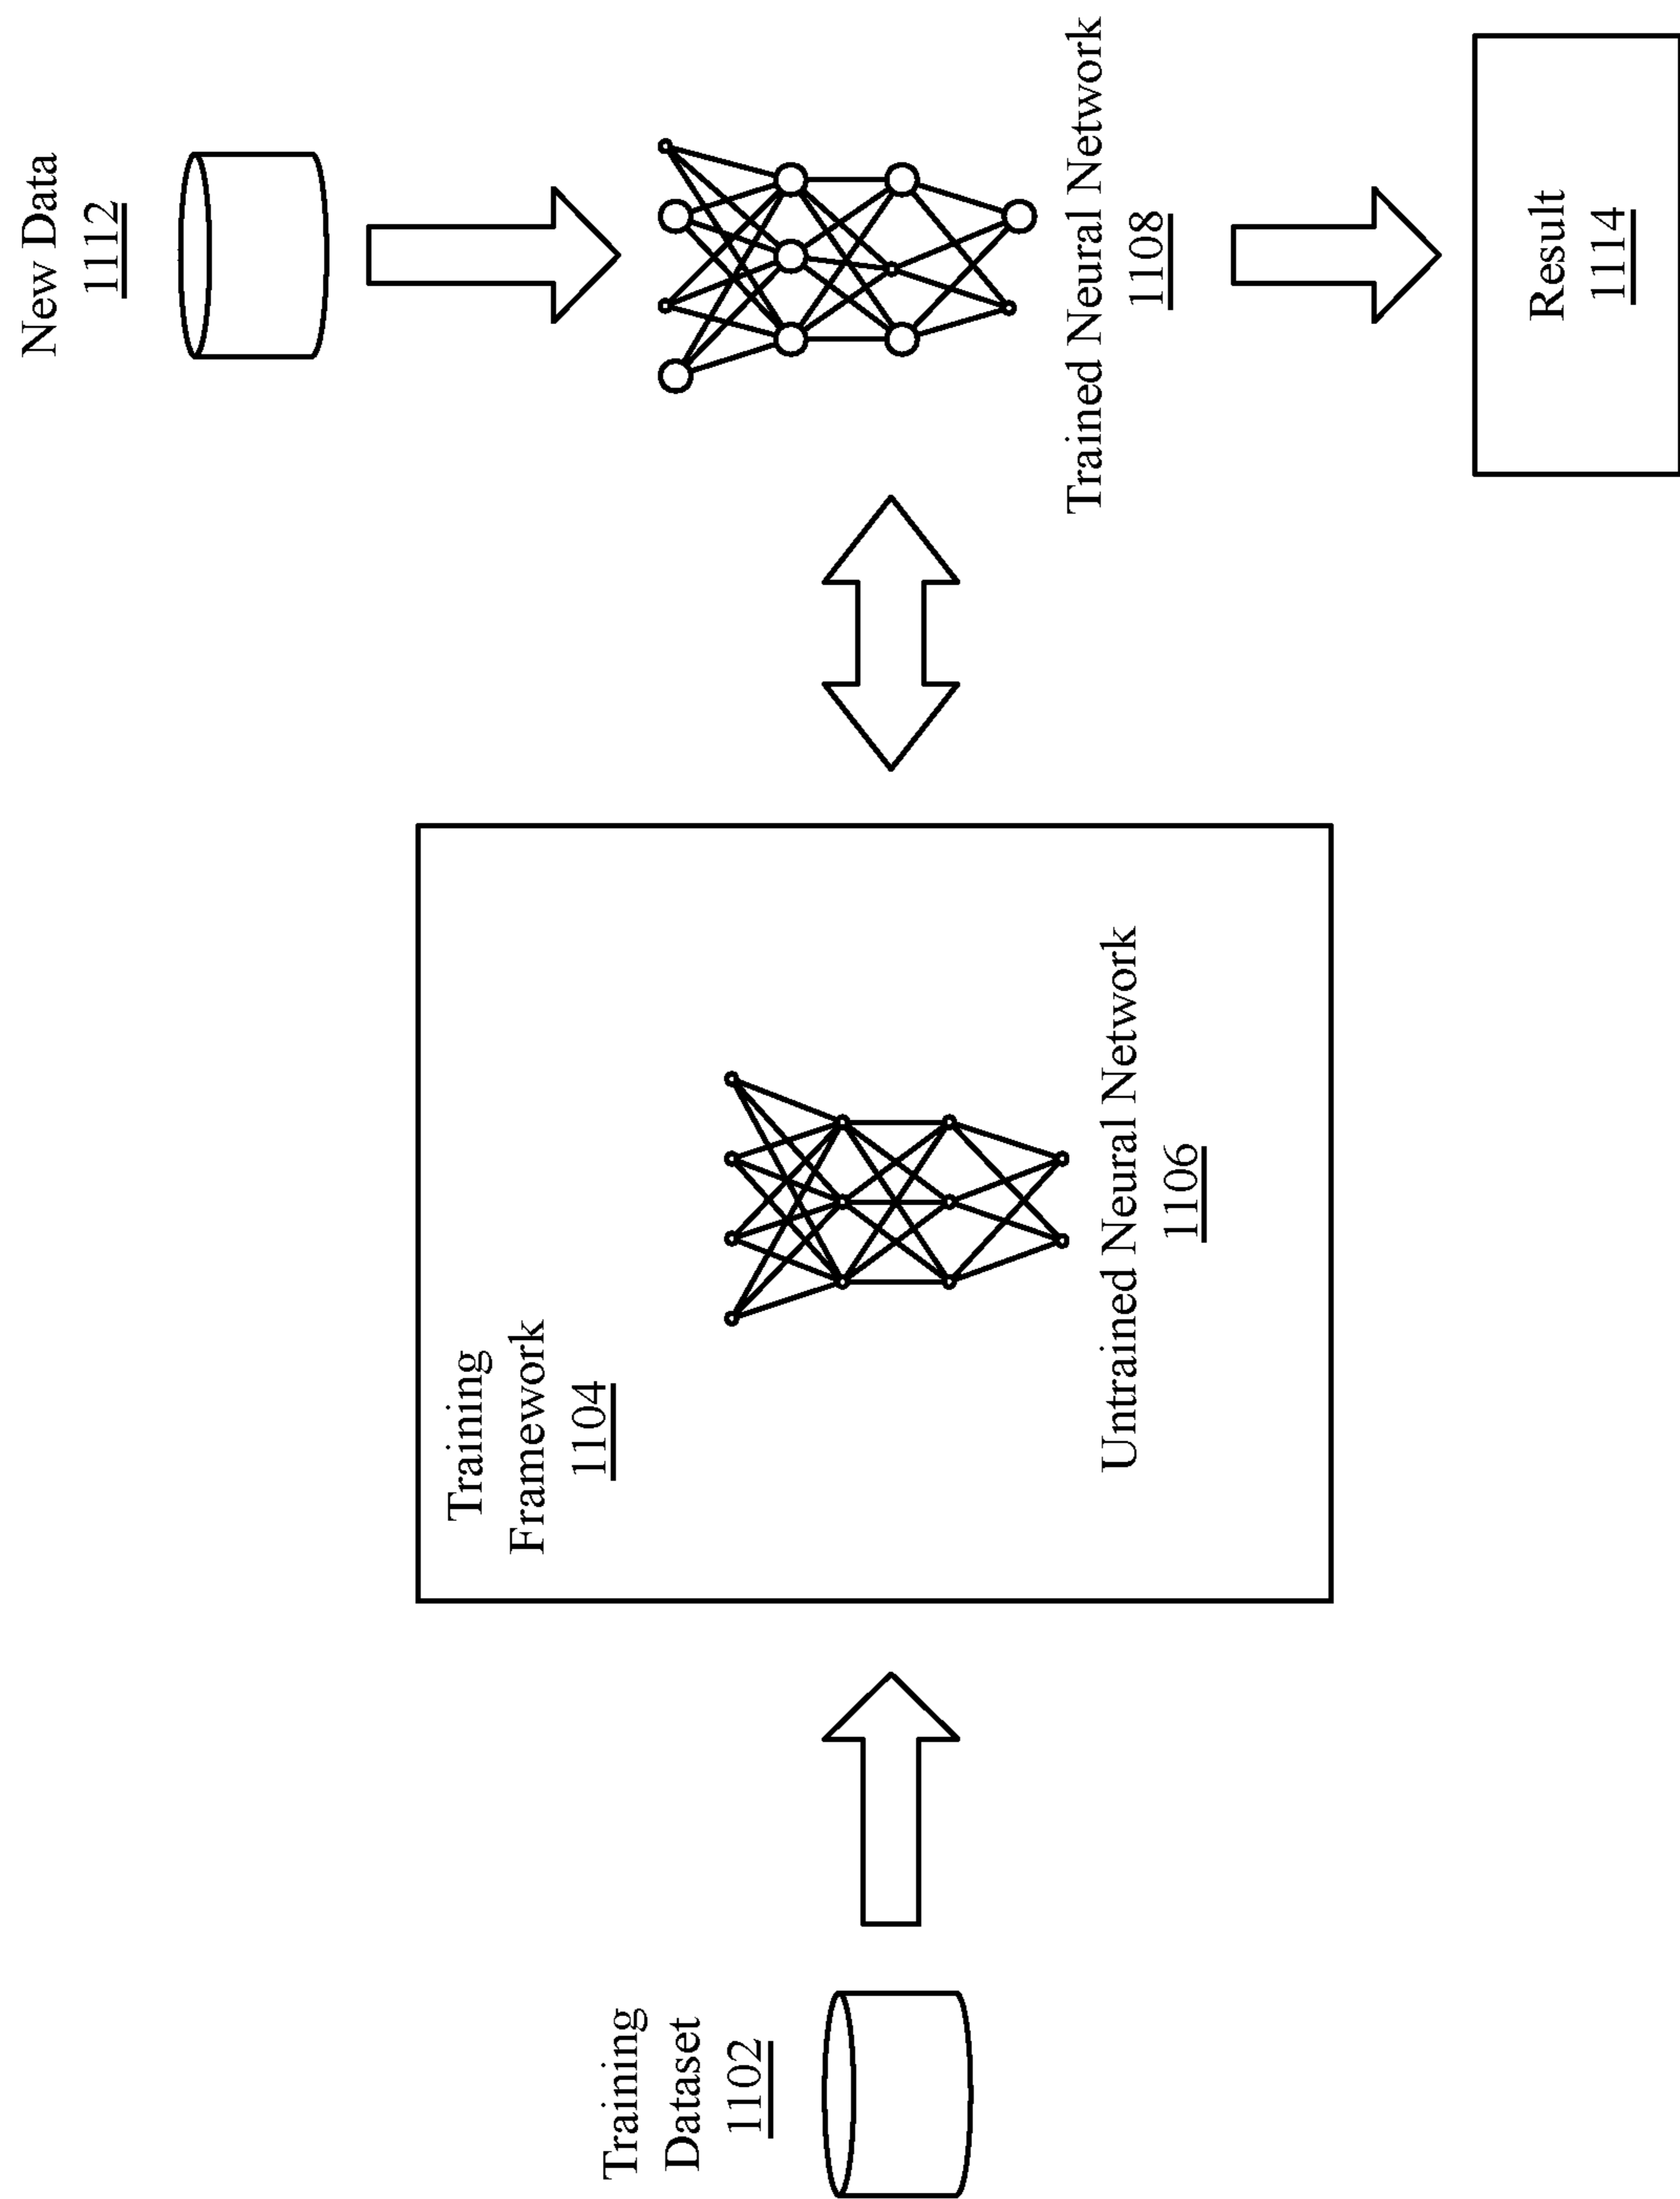 Training
Dataset
1102
Training
Framework
1104
Untrained Neural Network
1106
New Data
1112
Trained Neural Network
1108
Result
1114